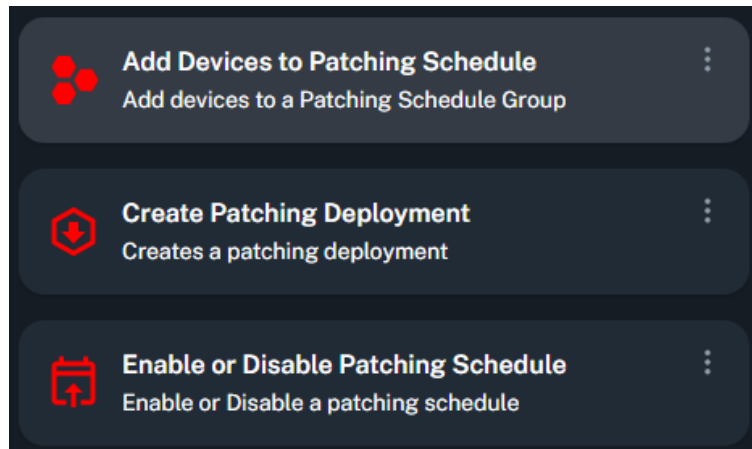 Add Devices to Patching Schedule
Add devices to a Patching Schedule Group
Create Patching Deployment
Creates a patching deployment
Enable or Disable Patching Schedule
Enable or Disable a patching schedule